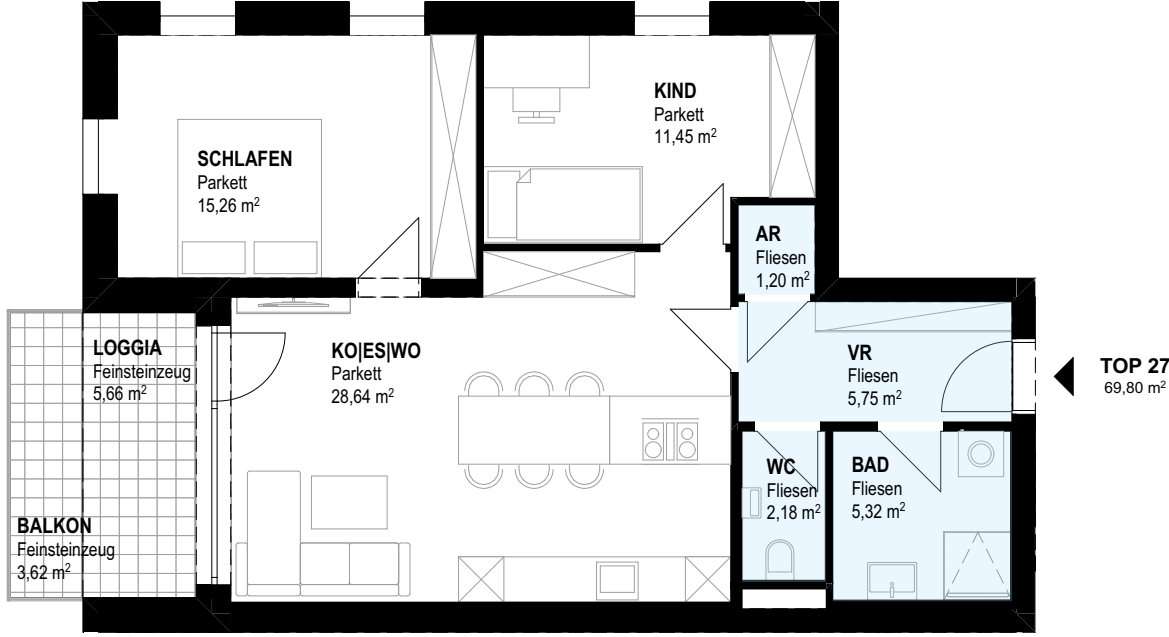 SCHLAFEN
Parkett
15,26 m²
KIND
Parkett
11,45 m²
AR
Fliesen
1,20 m²
LOGGIA
Feinsteinzeug
5,66 m²
KO|ES|WO
Parkett
28,64 m²
VR
Fliesen
5,75 m²
TOP 27
69,80 m²
WC
Fliesen
2,18 m²
BAD
Fliesen
5,32 m²
BALKON
Feinsteinzeug
3,62 m²